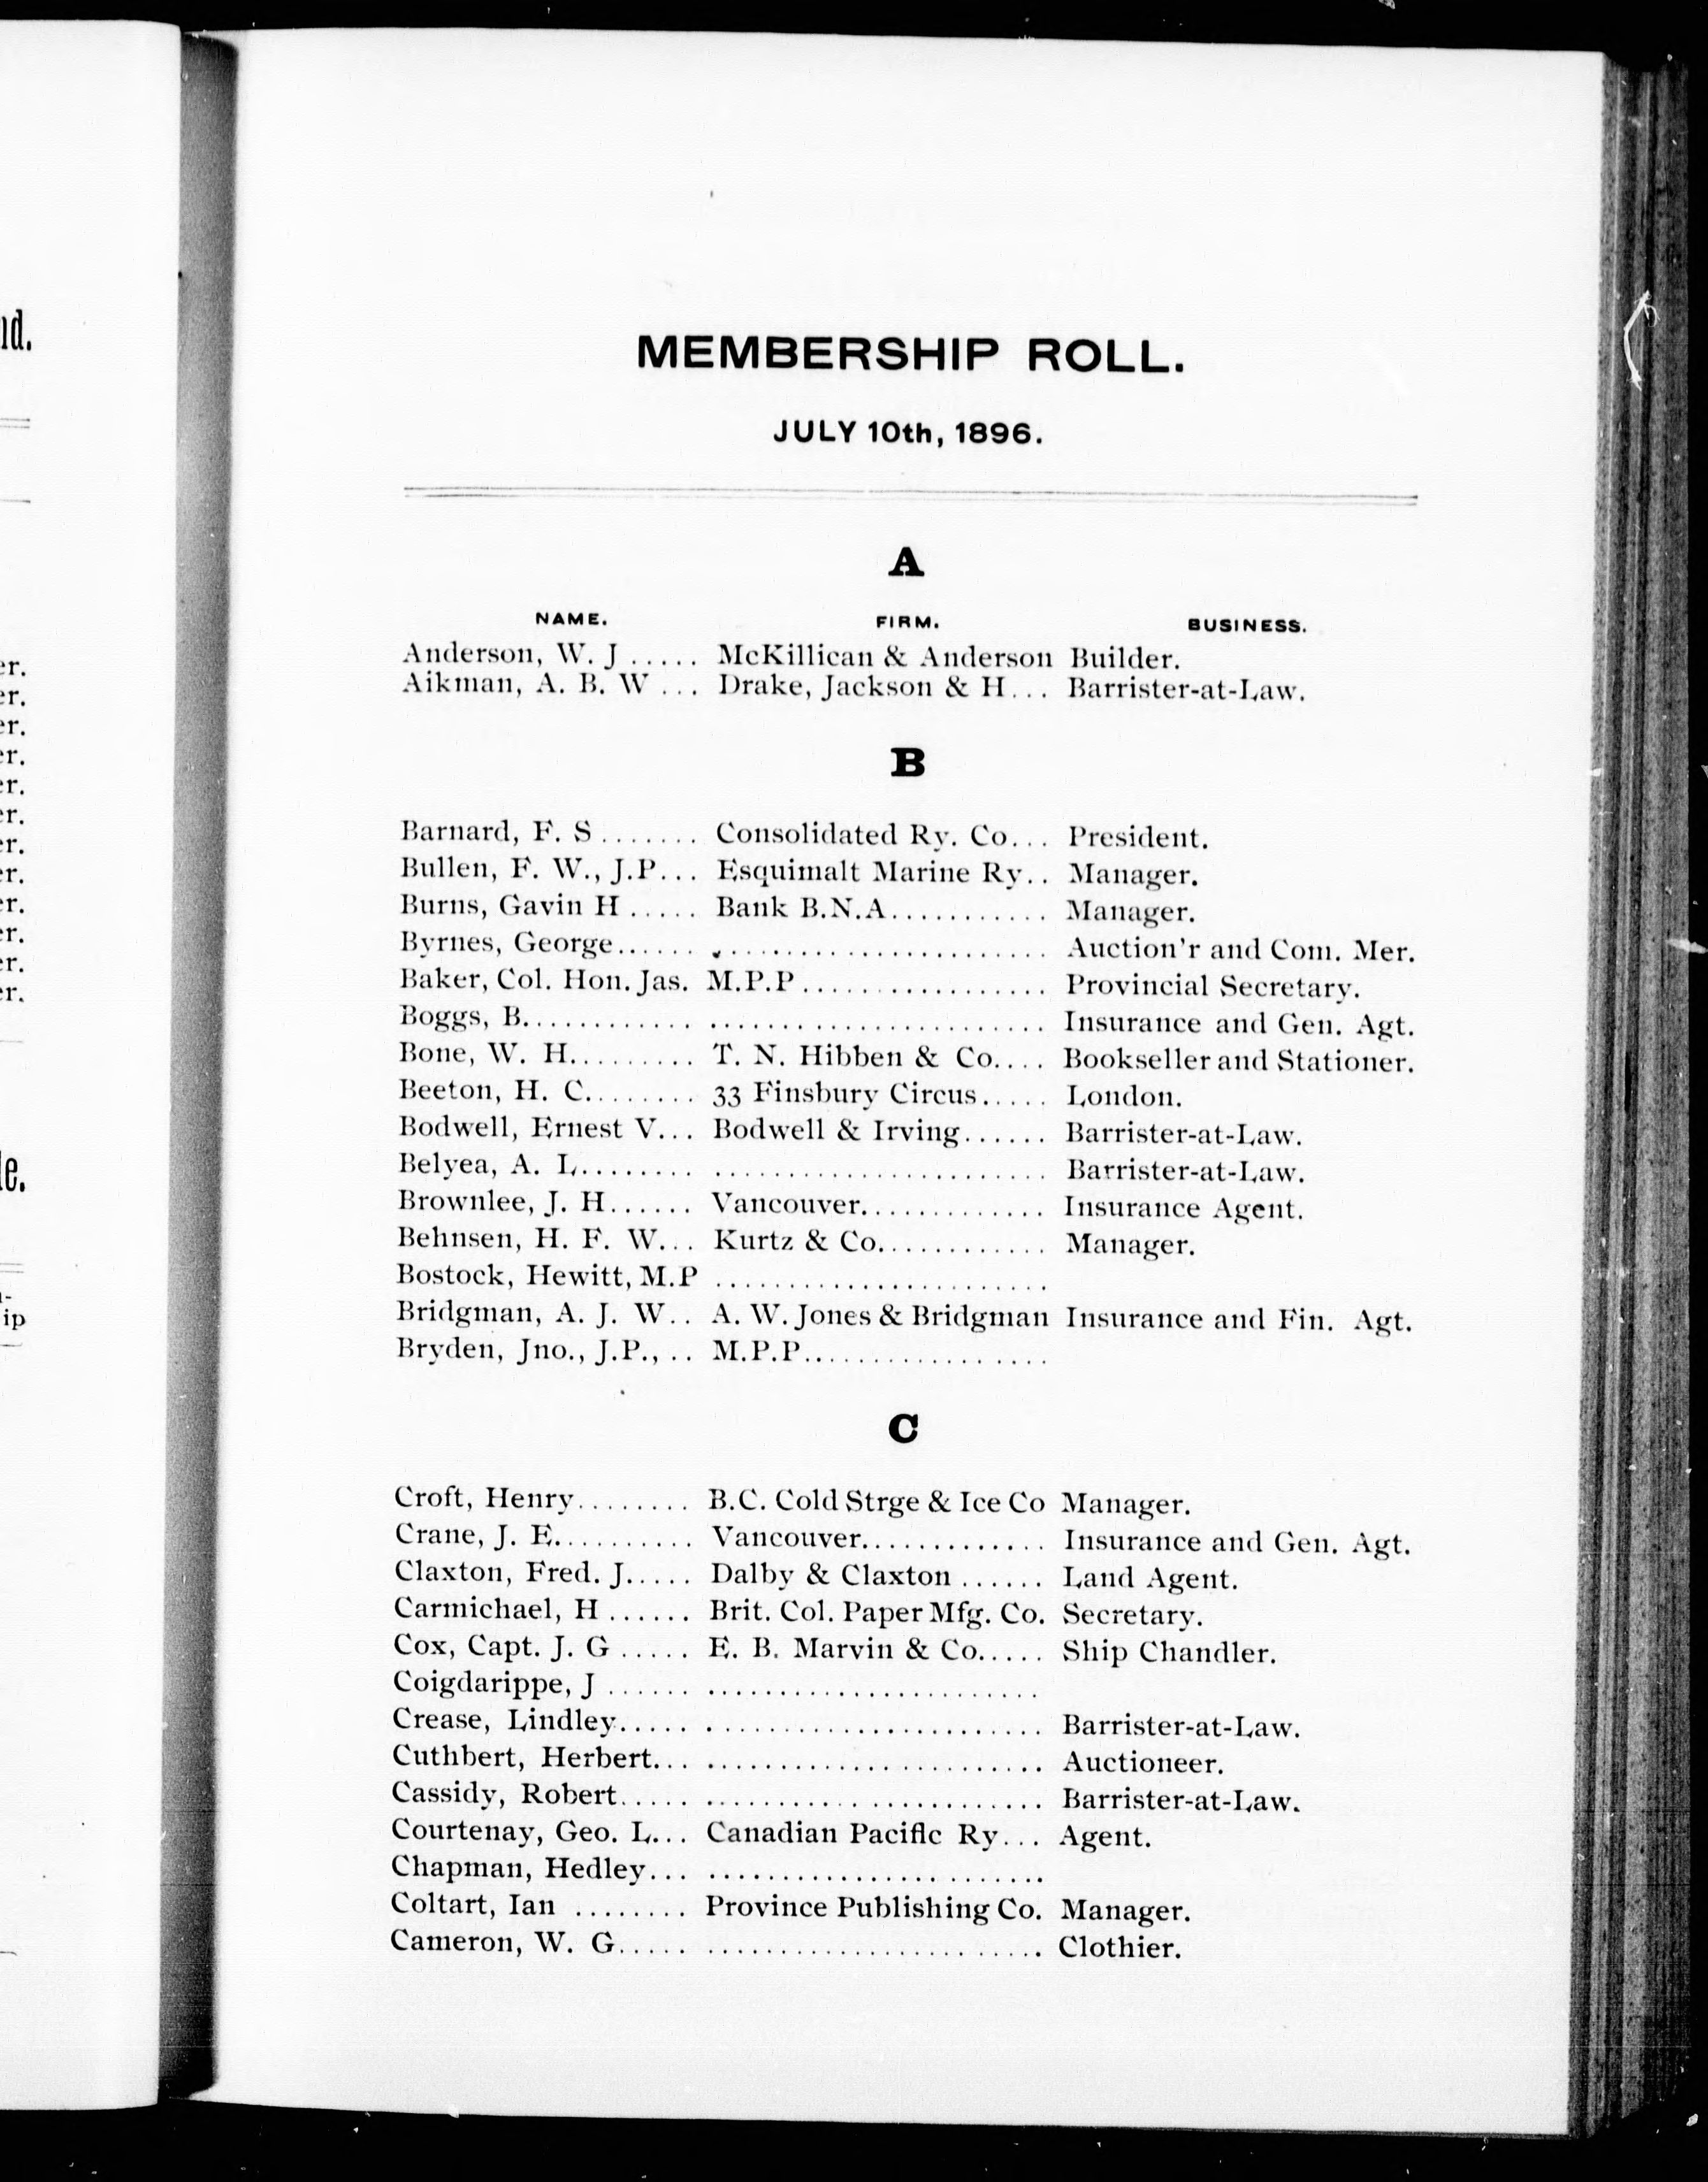 MEMBERSHIP ROLL.
JULY 10th, 1896.
A
NAME. FIRM. BUSINESS.
Anderson, W. J ..... McKillican & Anderson Builder.
Aikman, A. B. W ... Drake, Jackson & H... Barrister-at-Law.
B
Barnard, F. S ....... Consolidated Ry. Co... President.
Bullen, F. W., J.P... Esquimalt Marine Ry.. Manager.
Burns, Gavin H ..... Bank B.N.A........... Manager.
Byrnes, George...... ....................... Auction'r and Com. Mer.
Baker, Col. Hon. Jas. M.P.P ................. Provincial Secretary.
Boggs, B............ ....................... Insurance and Gen. Agt.
Bone, W. H......... T. N. Hibben & Co.... Bookseller and Stationer.
Beeton, H. C........ 33 Finsbury Circus..... London.
Bodwell, Ernest V... Bodwell & Irving...... Barrister-at-Law.
Belyea, A. L........ ....................... Barrister-at-Law.
Brownlee, J. H...... Vancouver............. Insurance Agent.
Behnsen, H. F. W... Kurtz & Co............ Manager.
Bostock, Hewitt, M.P .......................
Bridgman, A. J. W.. A. W. Jones & Bridgman Insurance and Fin. Agt.
Bryden, Jno., J.P., .. M.P.P.................
C
Croft, Henry........ B.C. Cold Strge & Ice Co Manager.
Crane, J. E.......... Vancouver............. Insurance and Gen. Agt.
Claxton, Fred. J..... Dalby & Claxton ...... Land Agent.
Carmichael, H ...... Brit. Col. Paper Mfg. Co. Secretary.
Cox, Capt. J. G ..... E. B. Marvin & Co..... Ship Chandler.
Coigdarippe, J ...... .......................
Crease, Lindley..... ....................... Barrister-at-Law.
Cuthbert, Herbert... ....................... Auctioneer.
Cassidy, Robert..... ....................... Barrister-at-Law.
Courtenay, Geo. L... Canadian Pacific Ry... Agent.
Chapman, Hedley... .......................
Coltart, Ian ........ Province Publishing Co. Manager.
Cameron, W. G..... ....................... Clothier.